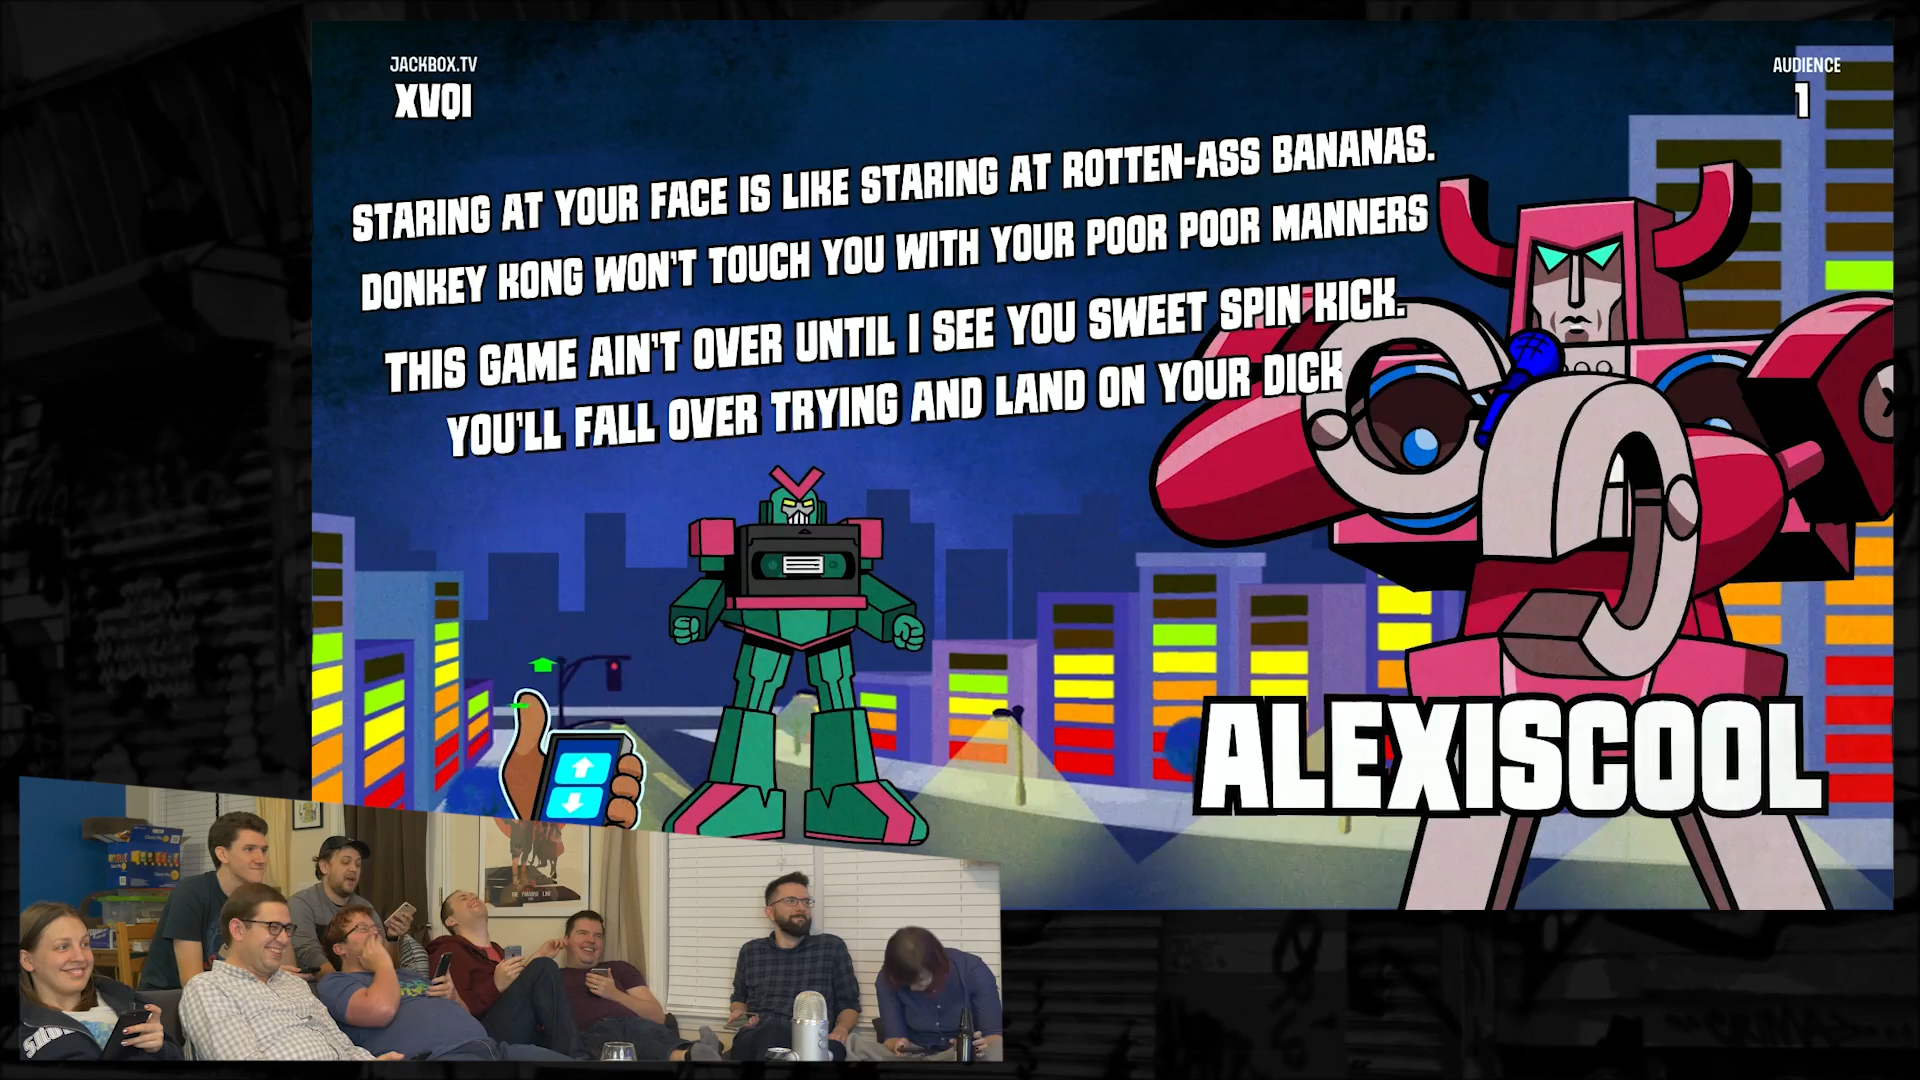 JACKBOX.TV
XVQI
AUDIENCE
1
STARING AT YOUR FACE IS LIKE STARING AT ROTTEN-ASS BANANAS.
DONKEY KONG WON'T TOUCH YOU WITH YOUR POOR POOR MANNERS
THIS GAME AIN'T OVER UNTIL I SEE YOU SWEET SPIN KICK.
YOU'LL FALL OVER TRYING AND LAND ON YOUR DICK
ALEXISCOOL